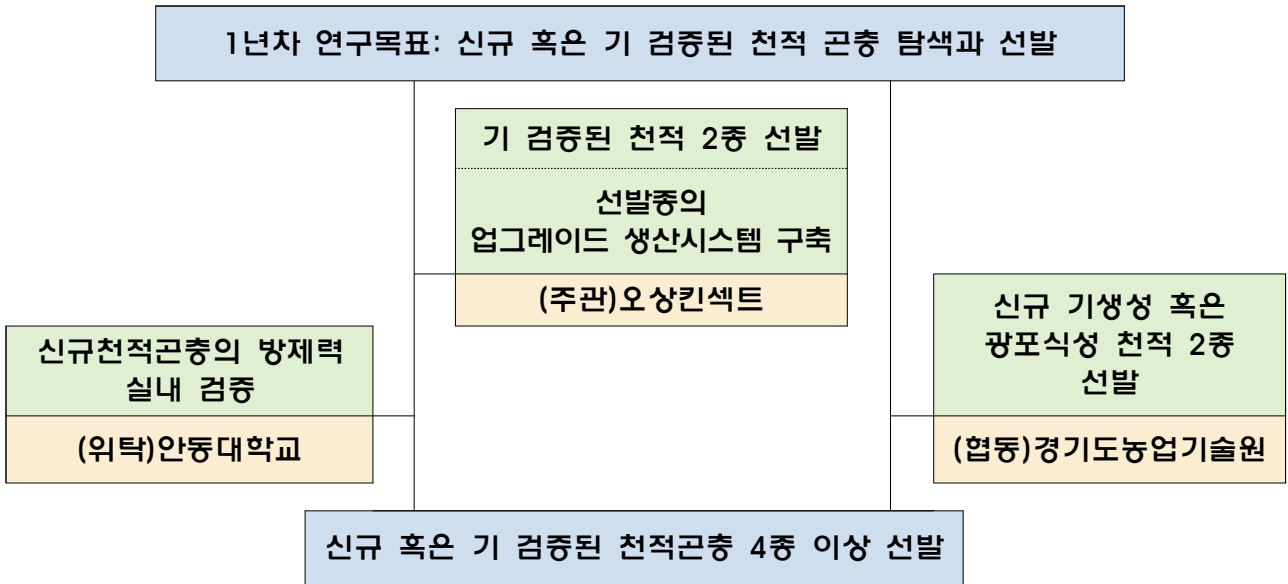 1년차 연구목표: 신규 혹은 기 검증된 천적 곤충 탐색과 선발
기 검증된 천적 2종 선발
선발종의
업그레이드 생산시스템 구축
(주관)오상킨섹트
신규천적곤충의 방제력
실내 검증
(위탁)안동대학교
신규 기생성 혹은
광포식성 천적 2종
선발
(협동)경기도농업기술원
신규 혹은 기 검증된 천적곤충 4종 이상 선발